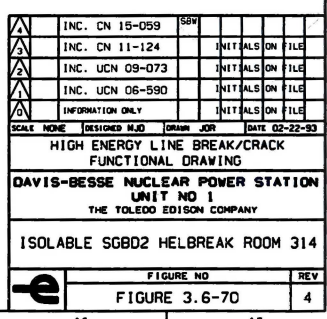 4 INC. CN 15-059 SBW
3 INC. CN 11-124 INITIALS ON FILE
2 INC. UCN 09-073 INITIALS ON FILE
1 INC. UCN 06-590 INITIALS ON FILE
0 INFORMATION ONLY INITIALS ON FILE
SCALE NONE DESIGNED MJD DRAWN JOR DATE 02-22-93
HIGH ENERGY LINE BREAK/CRACK
FUNCTIONAL DRAWING
DAVIS-BESSE NUCLEAR POWER STATION
UNIT NO 1
THE TOLEDO EDISON COMPANY
ISOLABLE SGBD2 HELBREAK ROOM 314
FIGURE NO REV
FIGURE 3.6-70 4